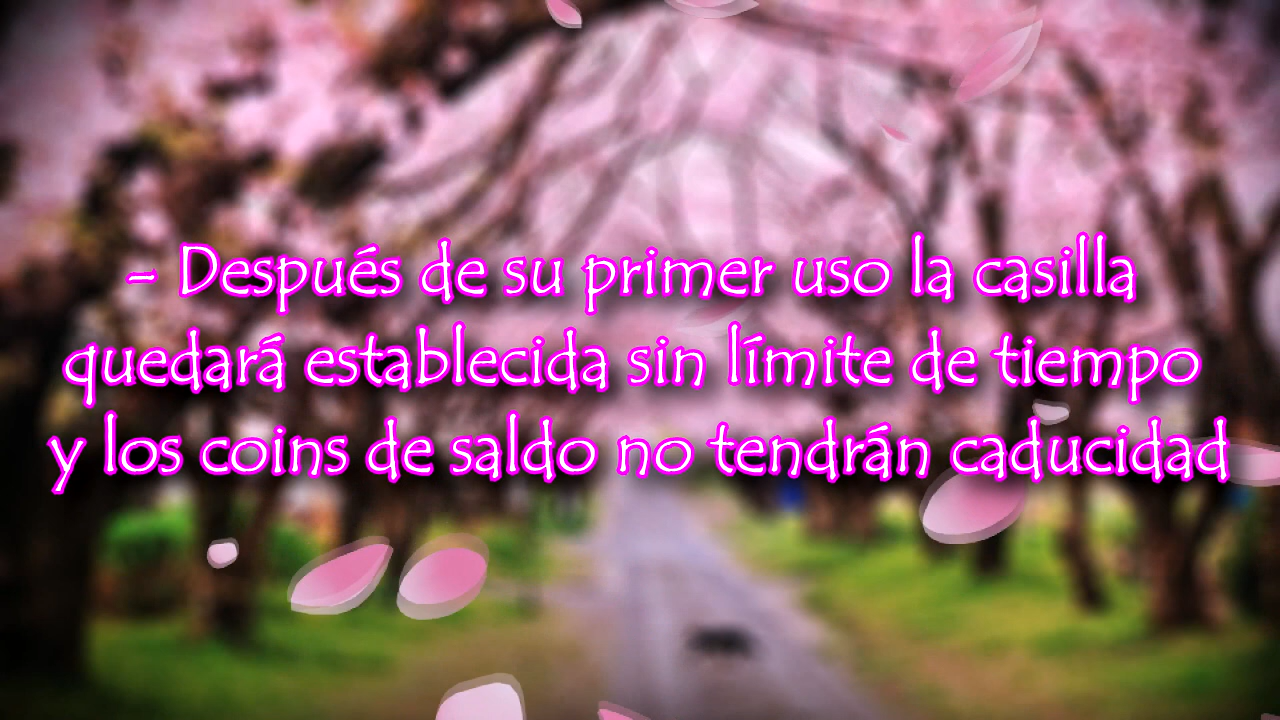 - Después de su primer uso la casilla
quedará establecida sin límite de tiempo
y los coins de saldo no tendrán caducidad